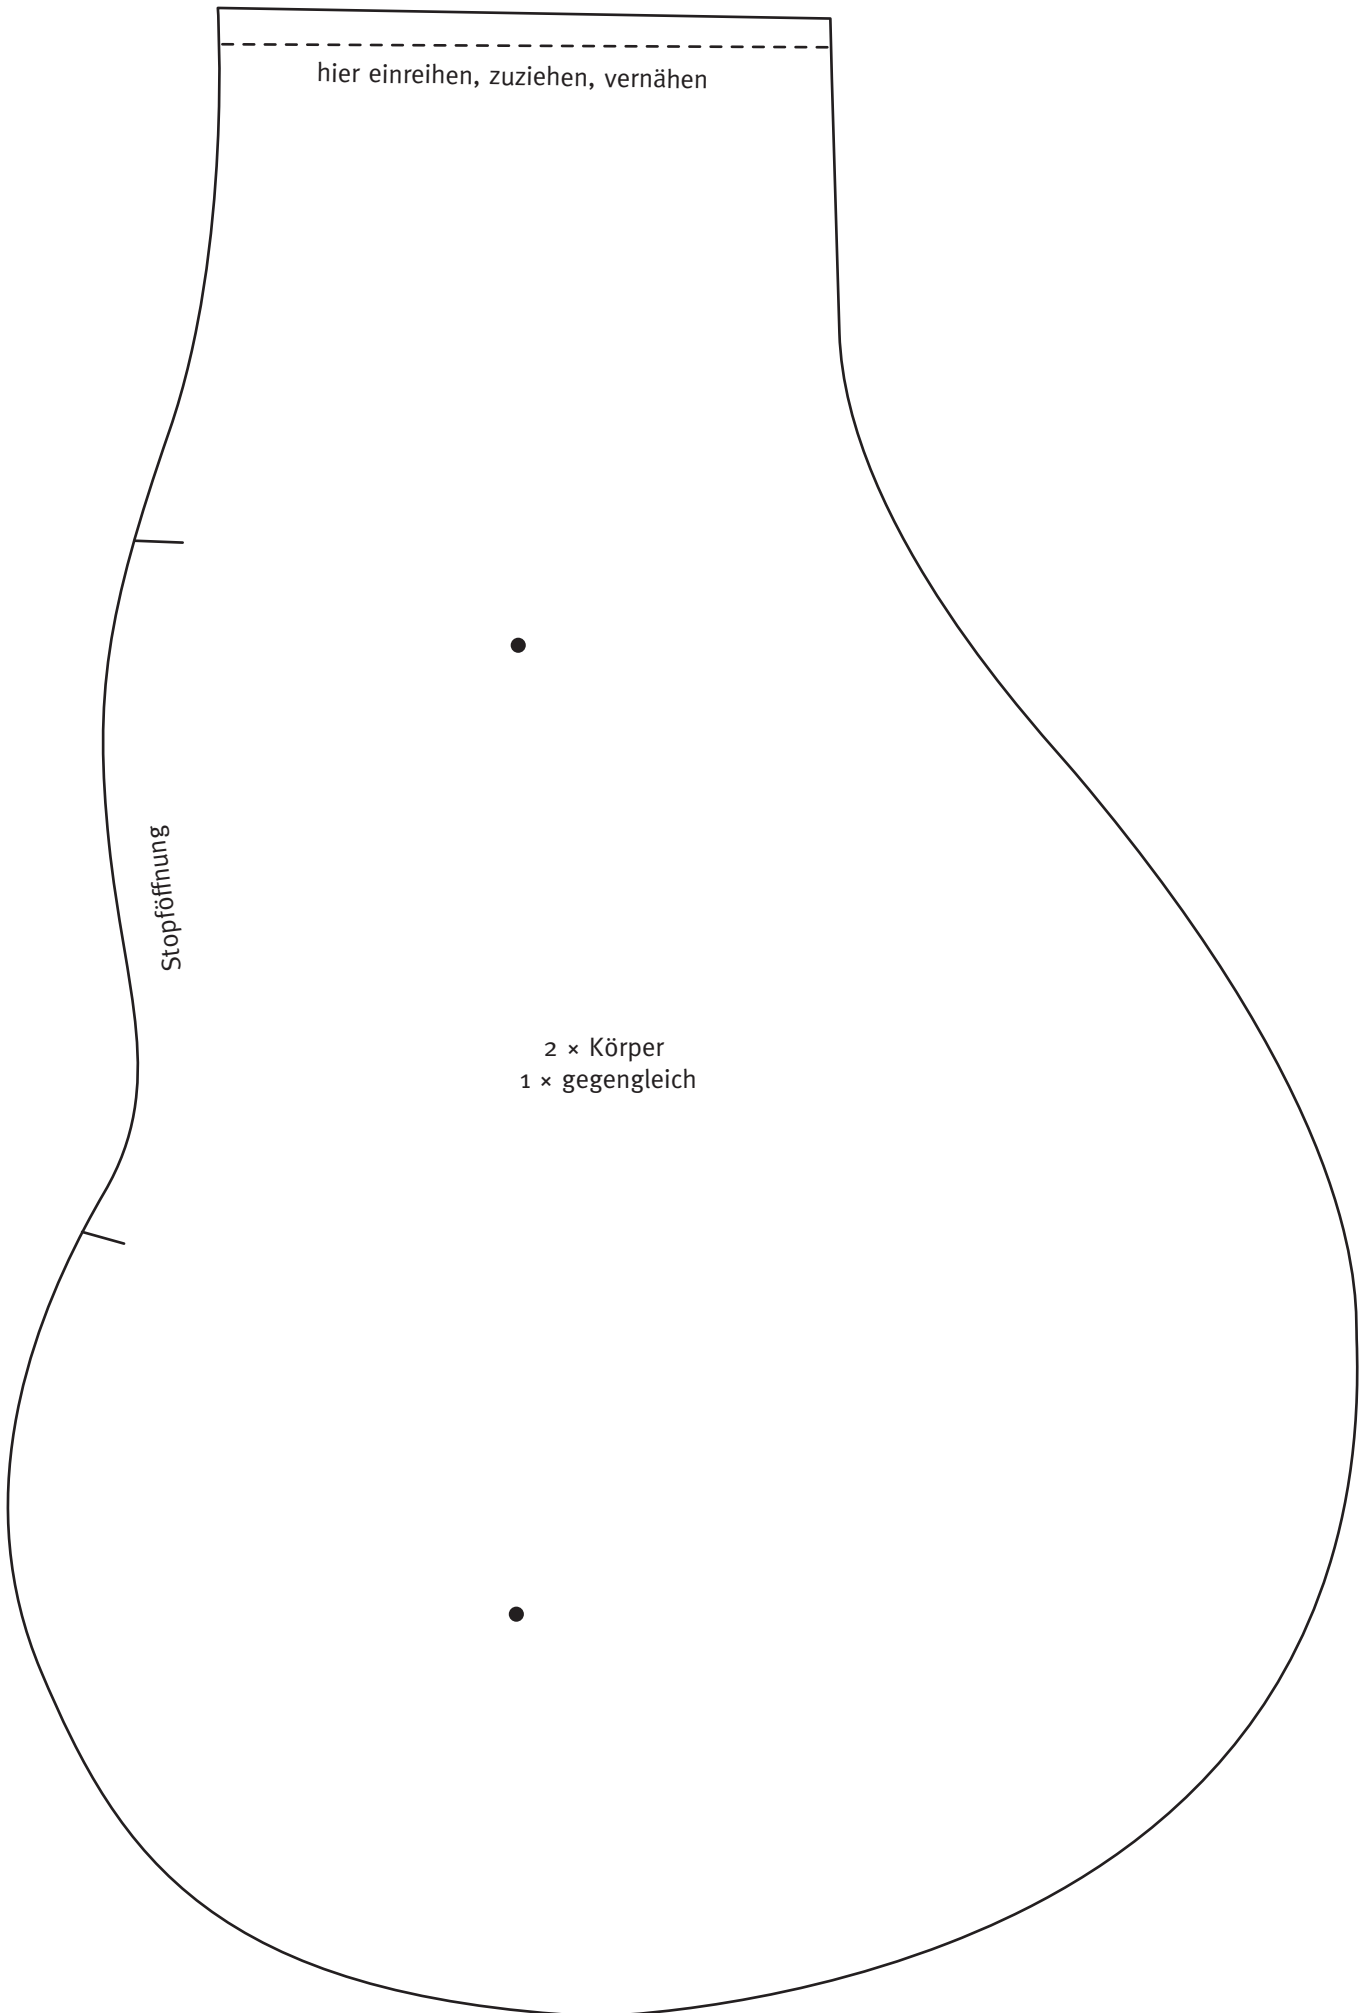 hier einreihen, zuziehen, vernähen
Stopföffnung
2 × Körper
1 × gegengleich